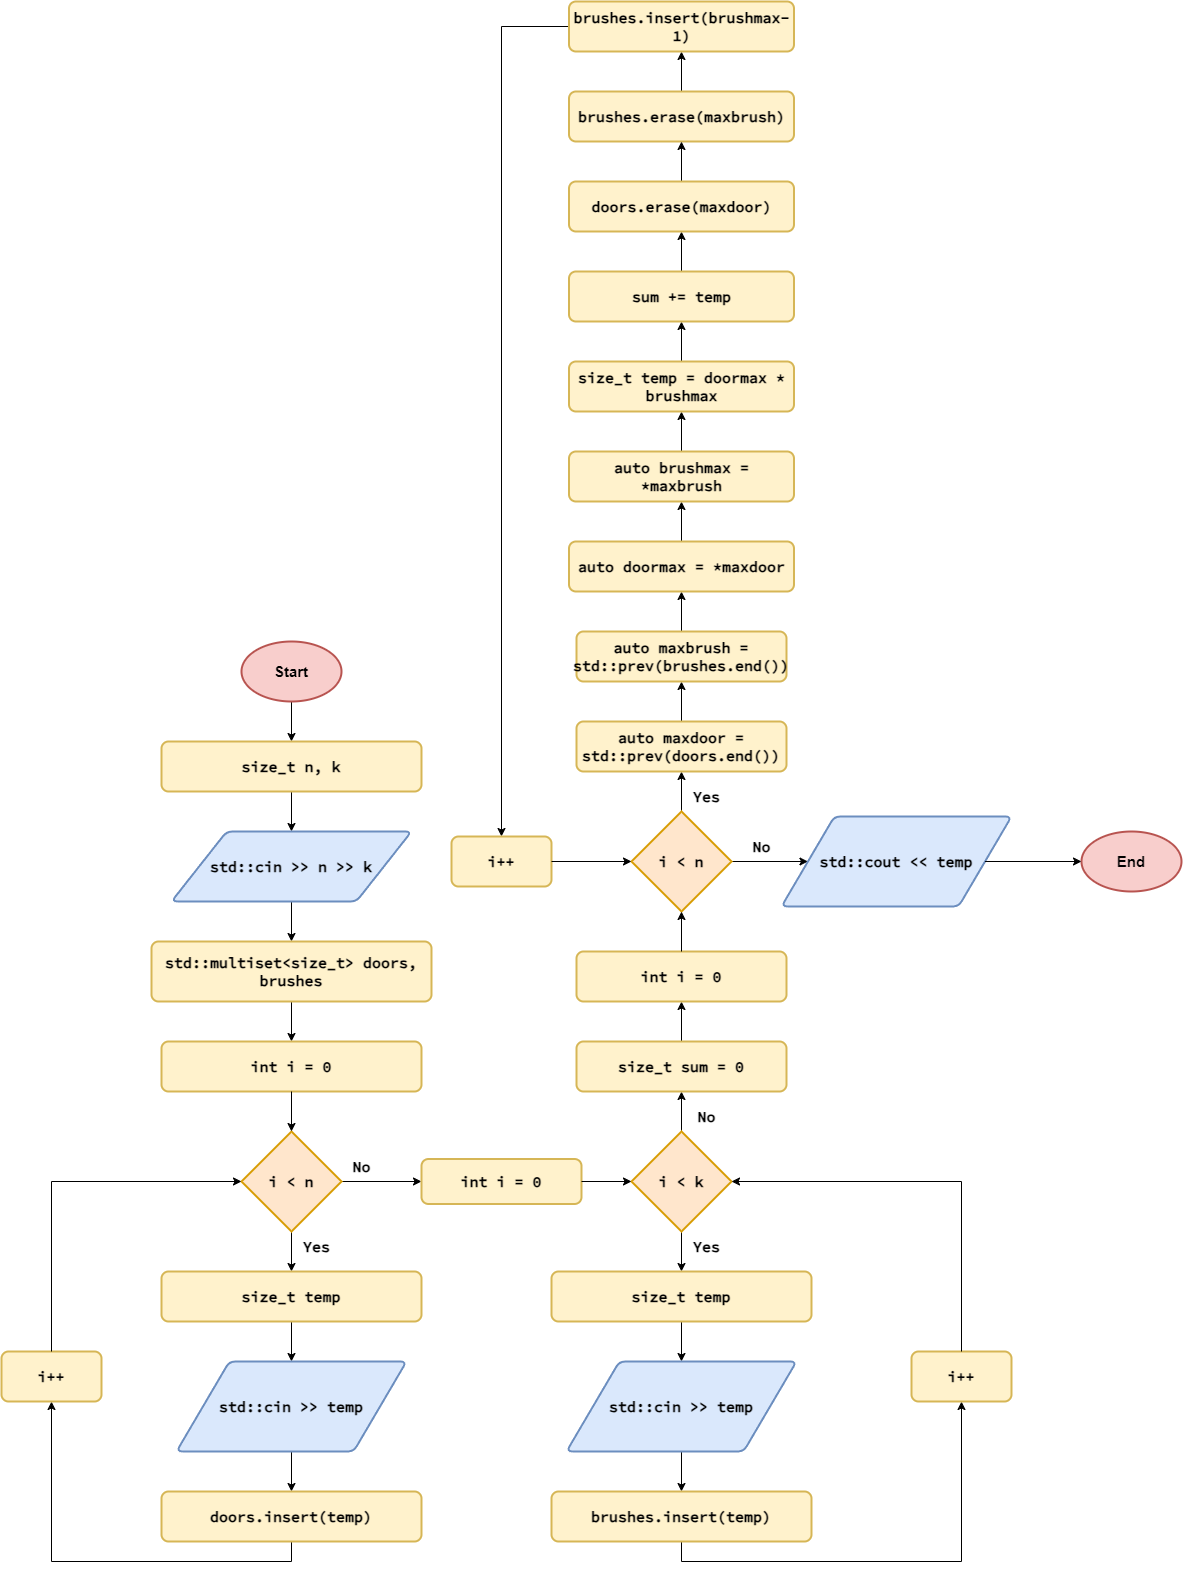 brushes.insert(brushmax-
1)
brushes.erase(maxbrush)
doors.erase(maxdoor)
sum += temp
size_t temp = doormax *
brushmax
auto brushmax =
*maxbrush
auto doormax = *maxdoor
auto maxbrush =
std::prev(brushes.end())
Start
auto maxdoor =
std::prev(doors.end())
size_t n, k
Yes
i++
i < n
No
std::cout << temp
End
std::cin >> n >> k
std::multiset<size_t> doors,
brushes
int i = 0
int i = 0
size_t sum = 0
No
i < n
No
int i = 0
i < k
Yes
Yes
size_t temp
size_t temp
i++
i++
std::cin >> temp
std::cin >> temp
doors.insert(temp)
brushes.insert(temp)